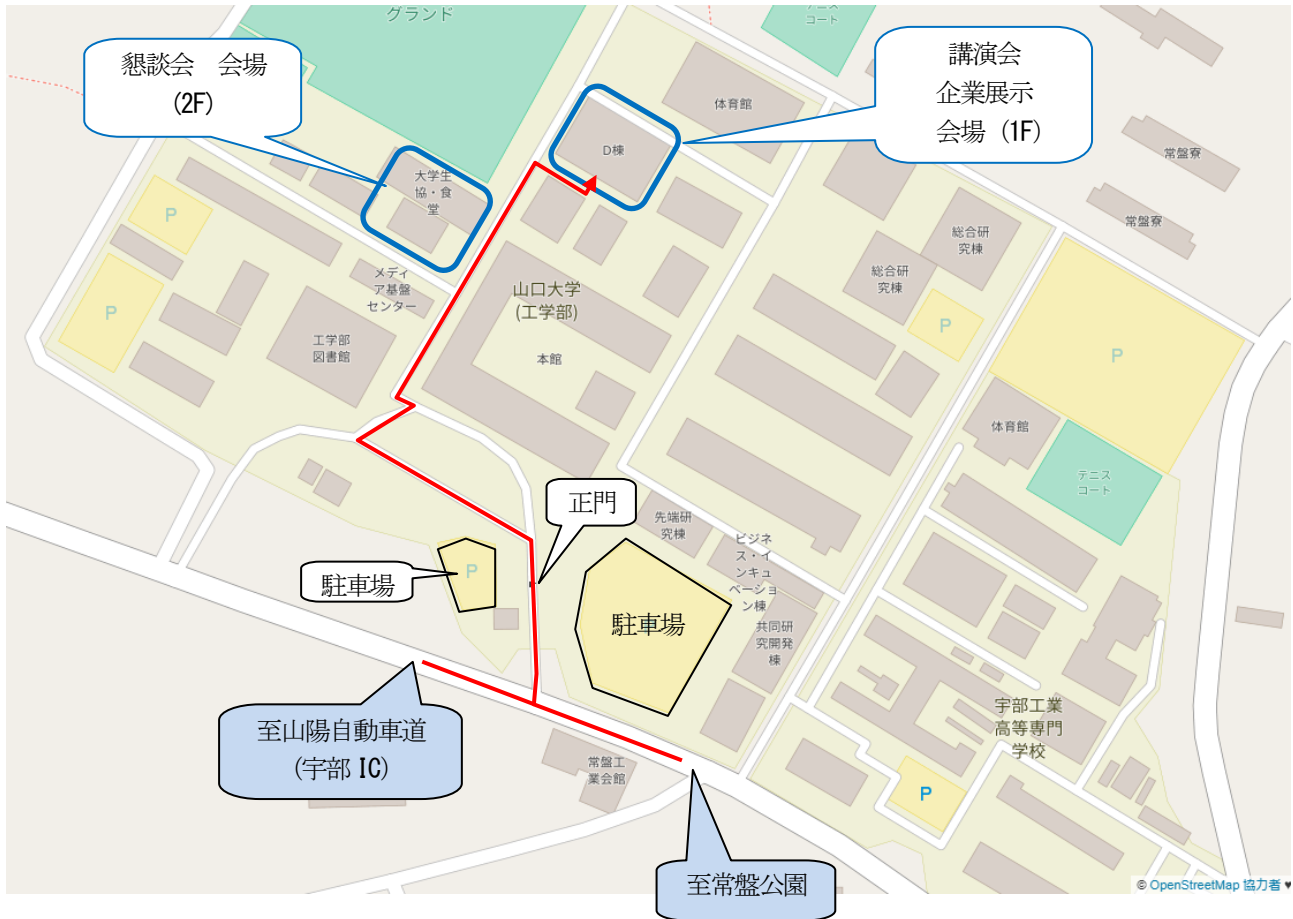 グランド
テニス
コート
懇談会　会場
(2F)
講演会
企業展示
会場 (1F)
体育館
D棟
常盤寮
大学生
協・食
堂
P
常盤寮
総合研
究棟
メディ
ア基盤
センター
総合研
究棟
山口大学
(工学部)
P
P
P
工学部
図書館
本館
体育館
テニス
コート
正門
先端研
究棟
ビジネ
ス・イ
ンキュ
ベーショ
ン棟
駐車場
P
駐車場
共同研
究開発
棟
宇部工業
高等専門
学校
至山陽自動車道
(宇部 IC)
常盤工
業会館
P
至常盤公園
© OpenStreetMap 協力者 ♥